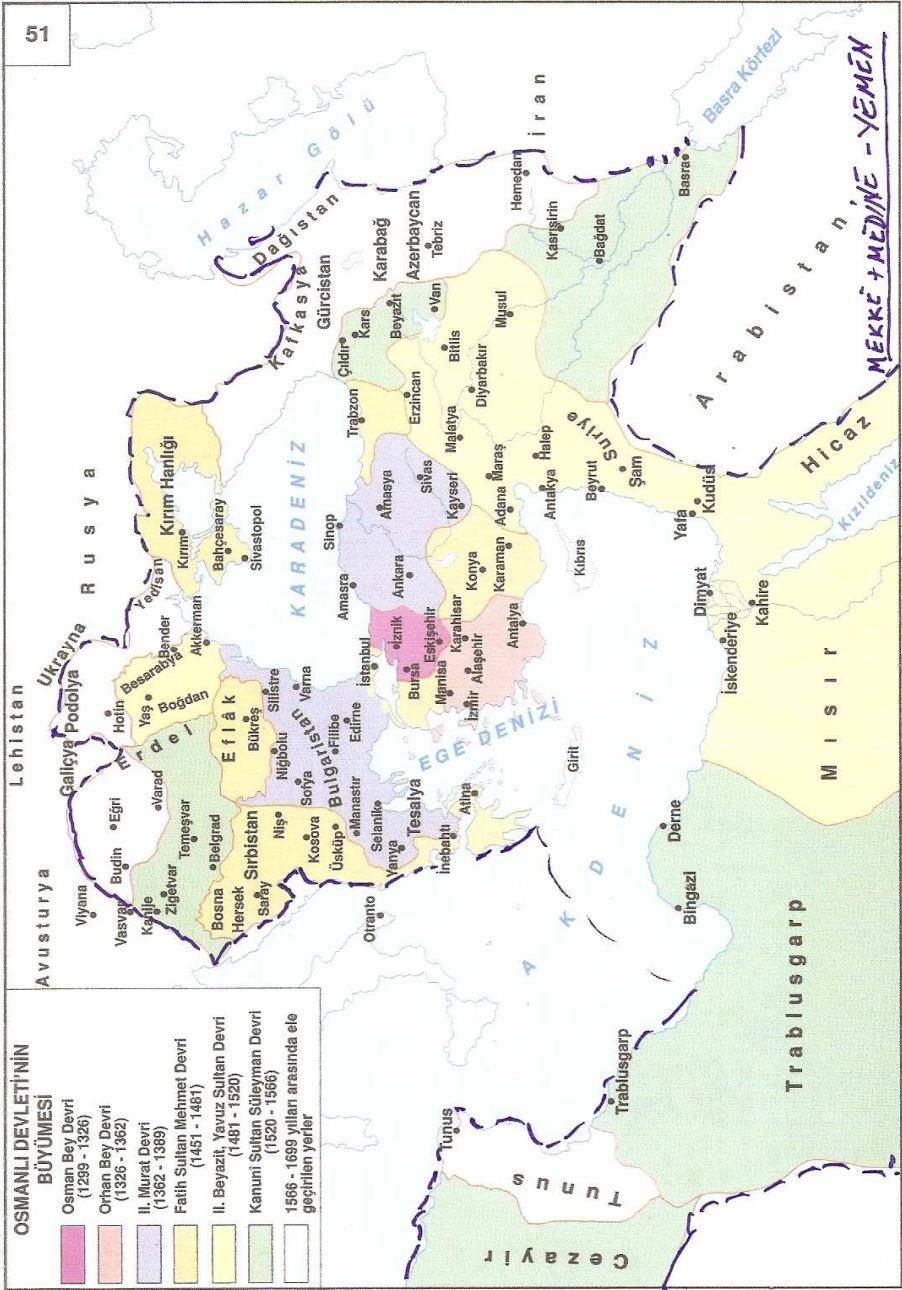 51
OSMANLI DEVLETİ'NİN
BÜYÜMESİ
Osman Bey Devri
(1299 - 1326)
Orhan Bey Devri
(1326 - 1362)
II. Murat Devri
(1362 - 1389)
Fatih Sultan Mehmet Devri
(1451 - 1481)
II. Beyazit, Yavuz Sultan Devri
(1481 - 1520)
Kanuni Sultan Süleyman Devri
(1520 - 1566)
1566 - 1699 yılları arasında ele
geçirilen yerler
Avusturya
Lehistan
Rusya
Viyana
Vasvar
Kanije
Zigetvar
Budin
Eğri
Varad
Temeşvar
Belgrad
Galiçya
Podolya
Ukrayna
Hotin
Erdel
Yaş
Boğdan
Besarabya
Bender
Akkerman
Yedisan
Kırım Hanlığı
Kırım
Bahçesaray
Sivastopol
Kafkasya
Dağıstan
Hazar Gölü
Gürcistan
Karabağ
Azerbaycan
Tebriz
İran
Hemedan
Bosna
Hersek
Saray
Sırbistan
Niş
Kosova
Üsküp
Eflâk
Bükreş
Niğbolu
Silistre
Sofya
Bulgaristan
Varna
Filibe
Edirne
Manastır
Selanik
Yanya
Tesalya
İnebahtı
Atina
Otranto
KARADENİZ
EGE DENİZİ
AKDENİZ
İstanbul
İznik
Bursa
Eskişehir
Manisa
Karahisar
İzmir
Alaşehir
Antalya
Amasra
Sinop
Ankara
Amasya
Sivas
Kayseri
Konya
Karaman
Adana
Maraş
Malatya
Trabzon
Erzincan
Çıldır
Kars
Beyazıt
Van
Bitlis
Diyarbakır
Musul
Kasrışirin
Bağdat
Basra
Basra Körfezi
Girit
Kıbrıs
Antakya
Halep
Suriye
Beyrut
Şam
Yafa
Kudüs
Arabistan
Hicaz
Kızıldeniz
Dimyat
İskenderiye
Kahire
Mısır
Derne
Bingazi
Trablusgarp
Trablusgarp
Tunus
Tunus
Cezayir
MEKKE + MEDİNE - YEMEN